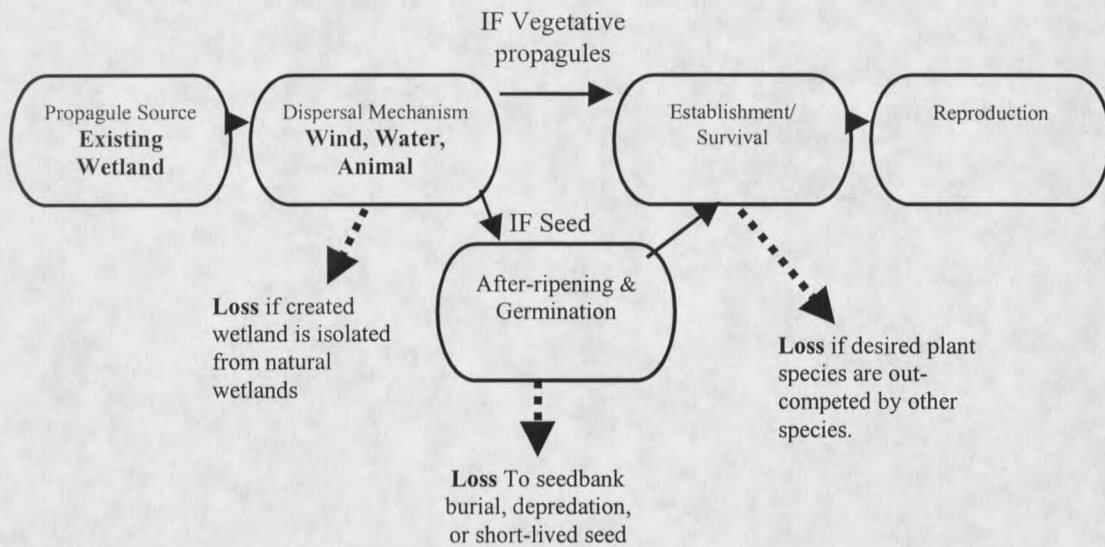 IF Vegetative
propagules
Propagule Source
Existing
Wetland
Dispersal Mechanism
Wind, Water,
Animal
Establishment/
Survival
Reproduction
IF Seed
After-ripening &
Germination
Loss if created
wetland is isolated
from natural
wetlands
Loss if desired plant
species are out-
competed by other
species.
Loss To seedbank
burial, depredation,
or short-lived seed